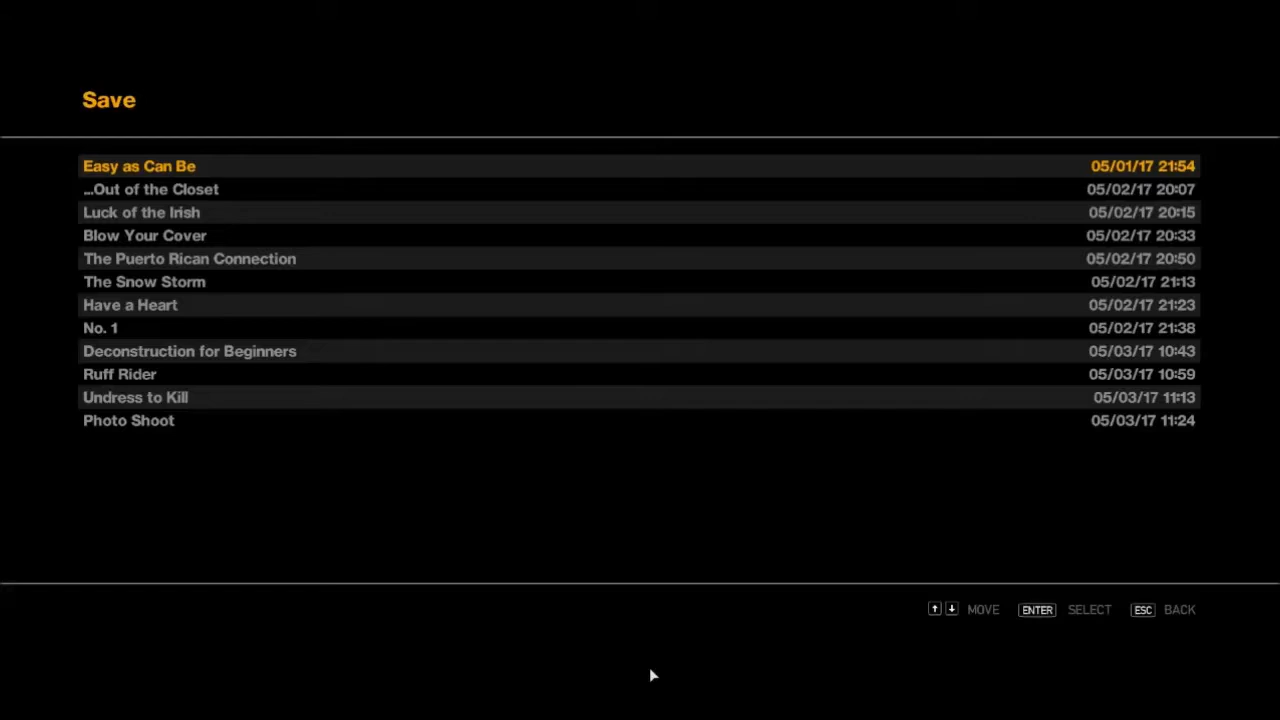 Save
Easy as Can Be 05/01/17 21:54
...Out of the Closet 05/02/17 20:07
Luck of the Irish 05/02/17 20:15
Blow Your Cover 05/02/17 20:33
The Puerto Rican Connection 05/02/17 20:50
The Snow Storm 05/02/17 21:13
Have a Heart 05/02/17 21:23
No. 1 05/02/17 21:38
Deconstruction for Beginners 05/03/17 10:43
Ruff Rider 05/03/17 10:59
Undress to Kill 05/03/17 11:13
Photo Shoot 05/03/17 11:24
↑ ↓ MOVE ENTER SELECT ESC BACK